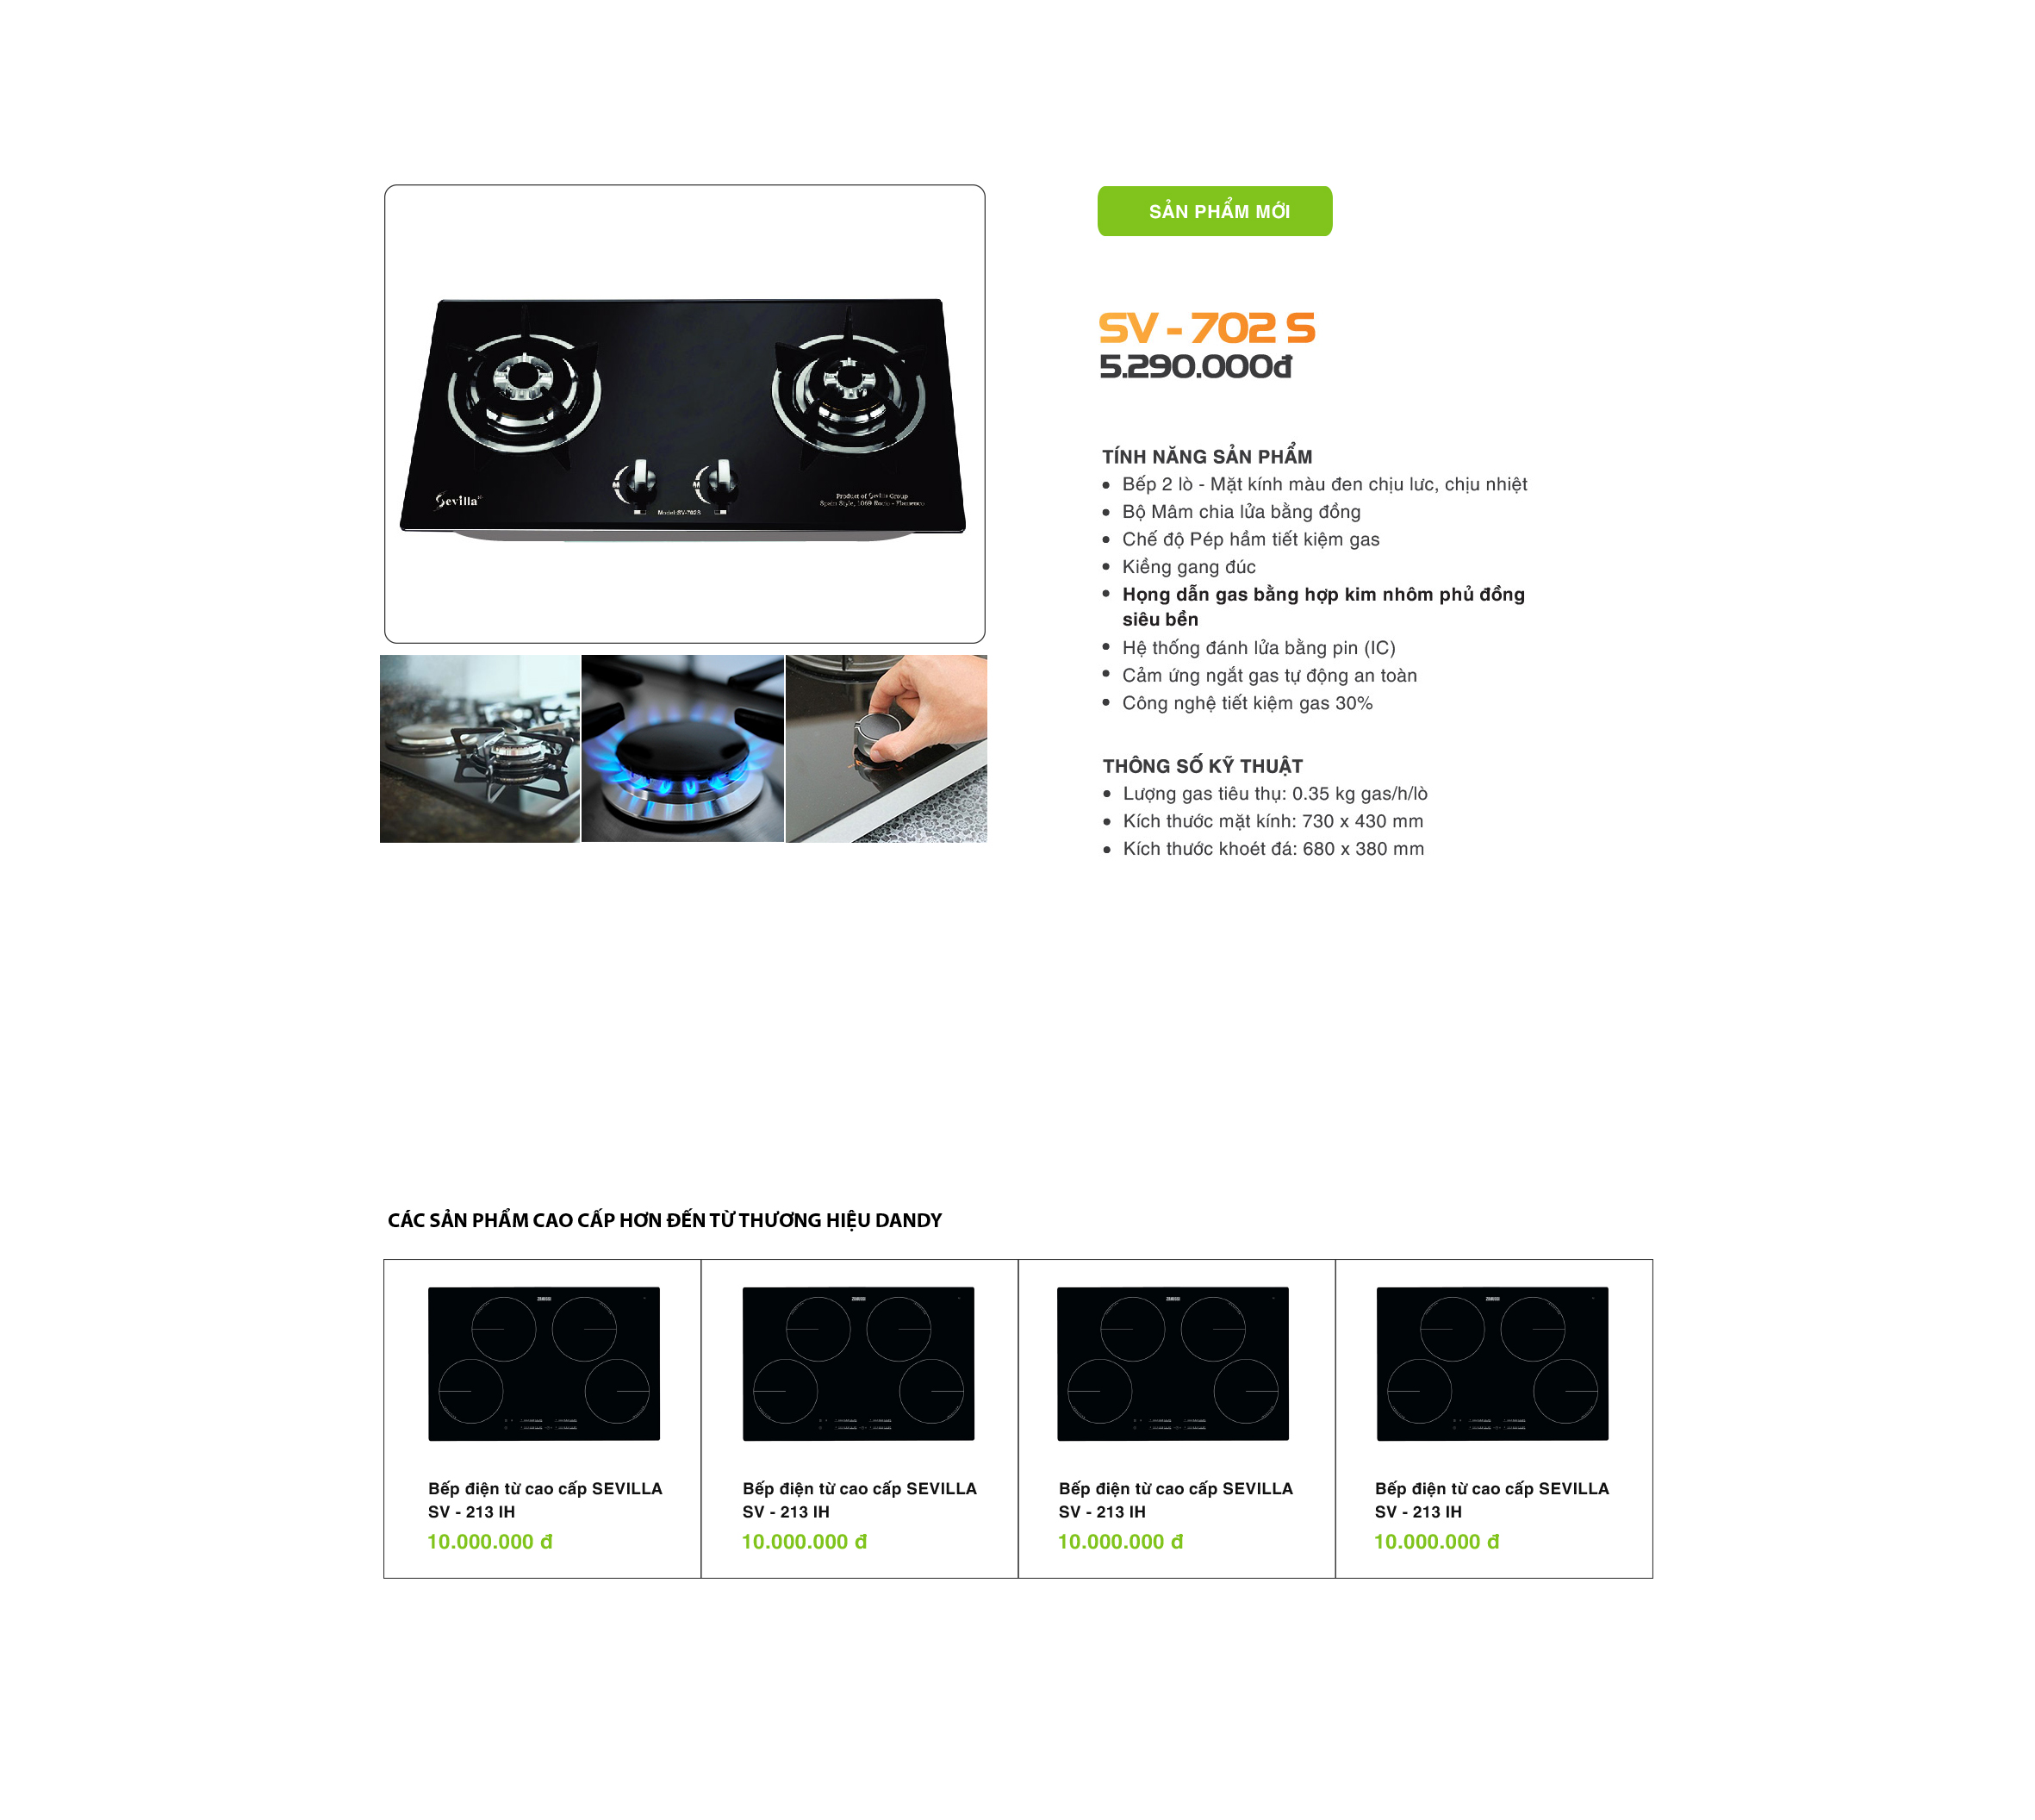 SẢN PHẨM MỚI
SV - 702 S
5.290.000đ
Sevilla
Product of Sevilla Group
Spain Style, 1069 Rocio - Flamenco
Model:SV-702S
TÍNH NĂNG SẢN PHẨM
Bếp 2 lò - Mặt kính màu đen chịu lưc, chịu nhiệt
Bộ Mâm chia lửa bằng đồng
Chế độ Pép hầm tiết kiệm gas
Kiềng gang đúc
Họng dẫn gas bằng hợp kim nhôm phủ đồng
siêu bền
Hệ thống đánh lửa bằng pin (IC)
Cảm ứng ngắt gas tự động an toàn
Công nghệ tiết kiệm gas 30%
THÔNG SỐ KỸ THUẬT
Lượng gas tiêu thụ: 0.35 kg gas/h/lò
Kích thước mặt kính: 730 x 430 mm
Kích thước khoét đá: 680 x 380 mm
CÁC SẢN PHẨM CAO CẤP HƠN ĐẾN TỪ THƯƠNG HIỆU DANDY
Bếp điện từ cao cấp SEVILLA
SV - 213 IH
10.000.000 đ
Bếp điện từ cao cấp SEVILLA
SV - 213 IH
10.000.000 đ
Bếp điện từ cao cấp SEVILLA
SV - 213 IH
10.000.000 đ
Bếp điện từ cao cấp SEVILLA
SV - 213 IH
10.000.000 đ